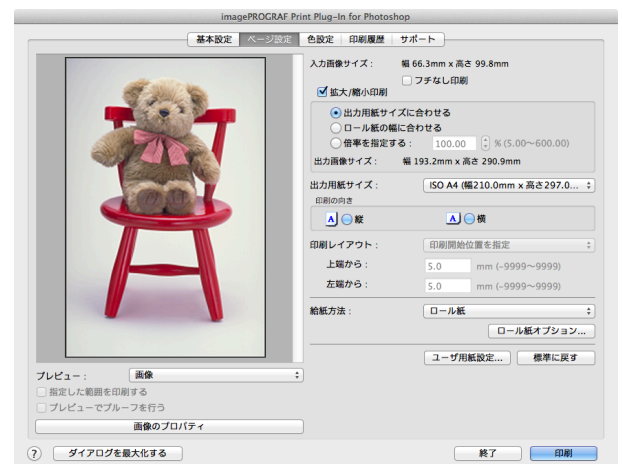 imagePROGRAF Print Plug-In for Photoshop
基本設定 ページ設定 色設定 印刷履歴 サポート
入力画像サイズ： 幅 66.3mm x 高さ 99.8mm
フチなし印刷
拡大/縮小印刷
出力用紙サイズに合わせる
ロール紙の幅に合わせる
倍率を指定する： 100.00 % (5.00〜600.00)
出力画像サイズ： 幅 193.2mm x 高さ 290.9mm
出力用紙サイズ： ISO A4 (幅210.0mm x 高さ297.0...
印刷の向き
A 縦 A 横
印刷レイアウト： 印刷開始位置を指定
上端から： 5.0 mm (-9999〜9999)
左端から： 5.0 mm (-9999〜9999)
給紙方法： ロール紙
ロール紙オプション...
ユーザ用紙設定... 標準に戻す
プレビュー： 画像
指定した範囲を印刷する
プレビューでプルーフを行う
画像のプロパティ
? ダイアログを最大化する 終了 印刷